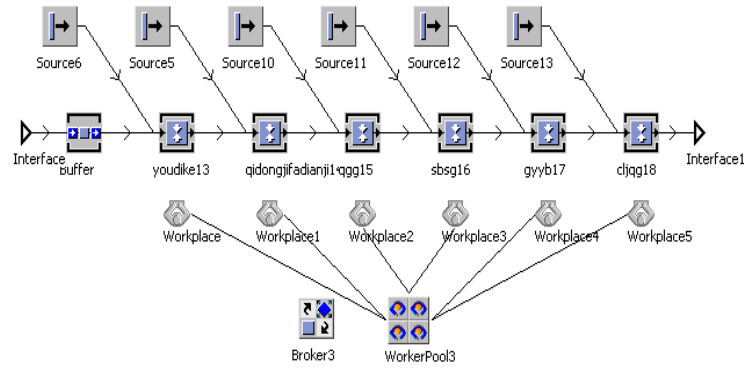 Source6 Source5 Source10 Source11 Source12 Source13
Interface Buffer youdike13 qidongjifadianji14 qgg15 sbsg16 gyyb17 cljqg18 Interface1
Workplace Workplace1 Workplace2 Workplace3 Workplace4 Workplace5
Broker3 WorkerPool3